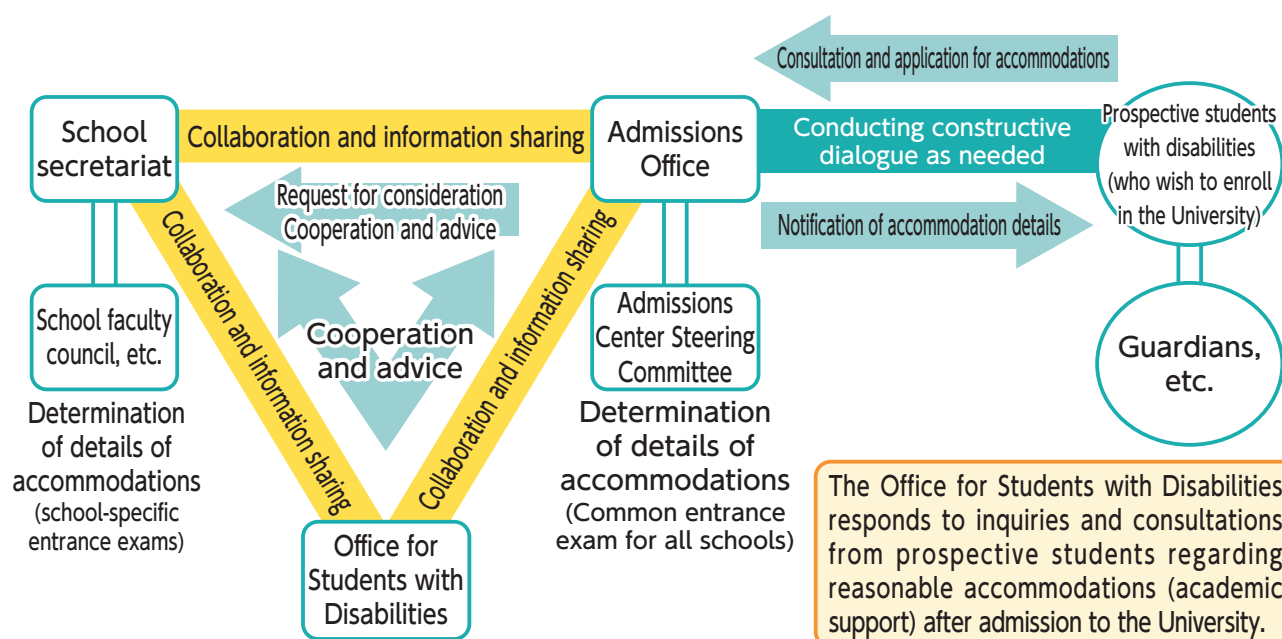 Consultation and application for accommodations
School
secretariat
Collaboration and information sharing
Admissions
Office
Conducting constructive
dialogue as needed
Prospective students
with disabilities
(who wish to enroll
in the University)
Request for consideration
Cooperation and advice
Notification of accommodation details
Collaboration and information sharing
Collaboration and information sharing
Cooperation
and advice
School faculty
council, etc.
Admissions
Center Steering
Committee
Guardians,
etc.
Determination
of details of
accommodations
(school-specific
entrance exams)
Determination
of details of
accommodations
(Common entrance
exam for all schools)
Office for
Students with
Disabilities
The Office for Students with Disabilities
responds to inquiries and consultations
from prospective students regarding
reasonable accommodations (academic
support) after admission to the University.